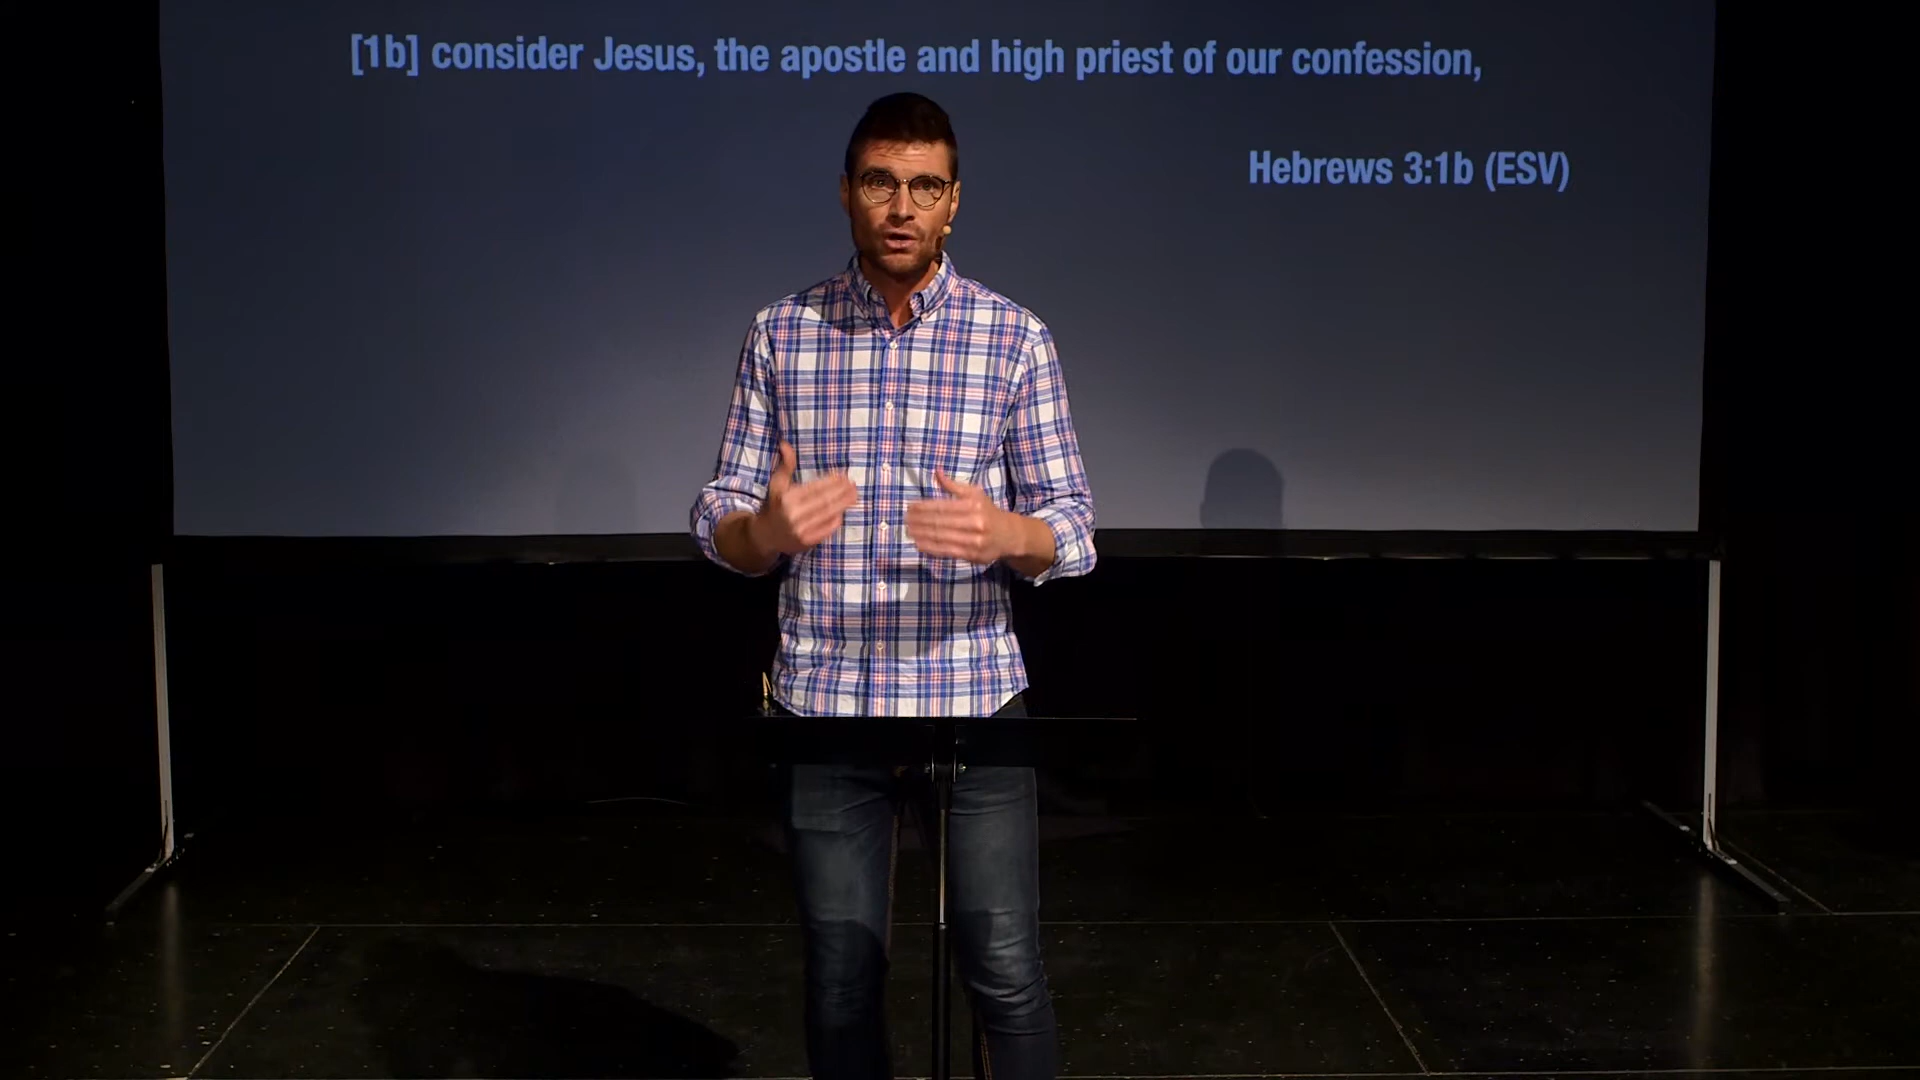 [1b] consider Jesus, the apostle and high priest of our confession,
Hebrews 3:1b (ESV)